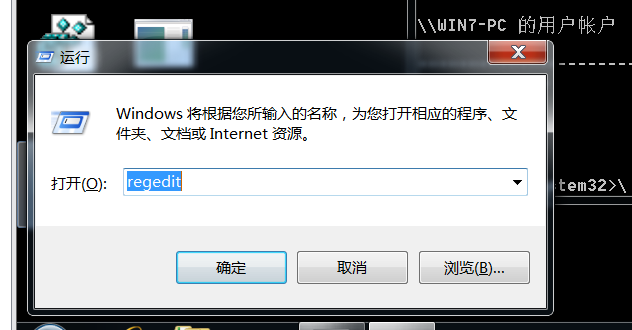 \\WIN7-PC 的用户帐户
运行
Windows 将根据您所输入的名称，为您打开相应的程序、文
件夹、文档或 Internet 资源。
打开(O):
regedit
tem32>\
确定
取消
浏览(B)...